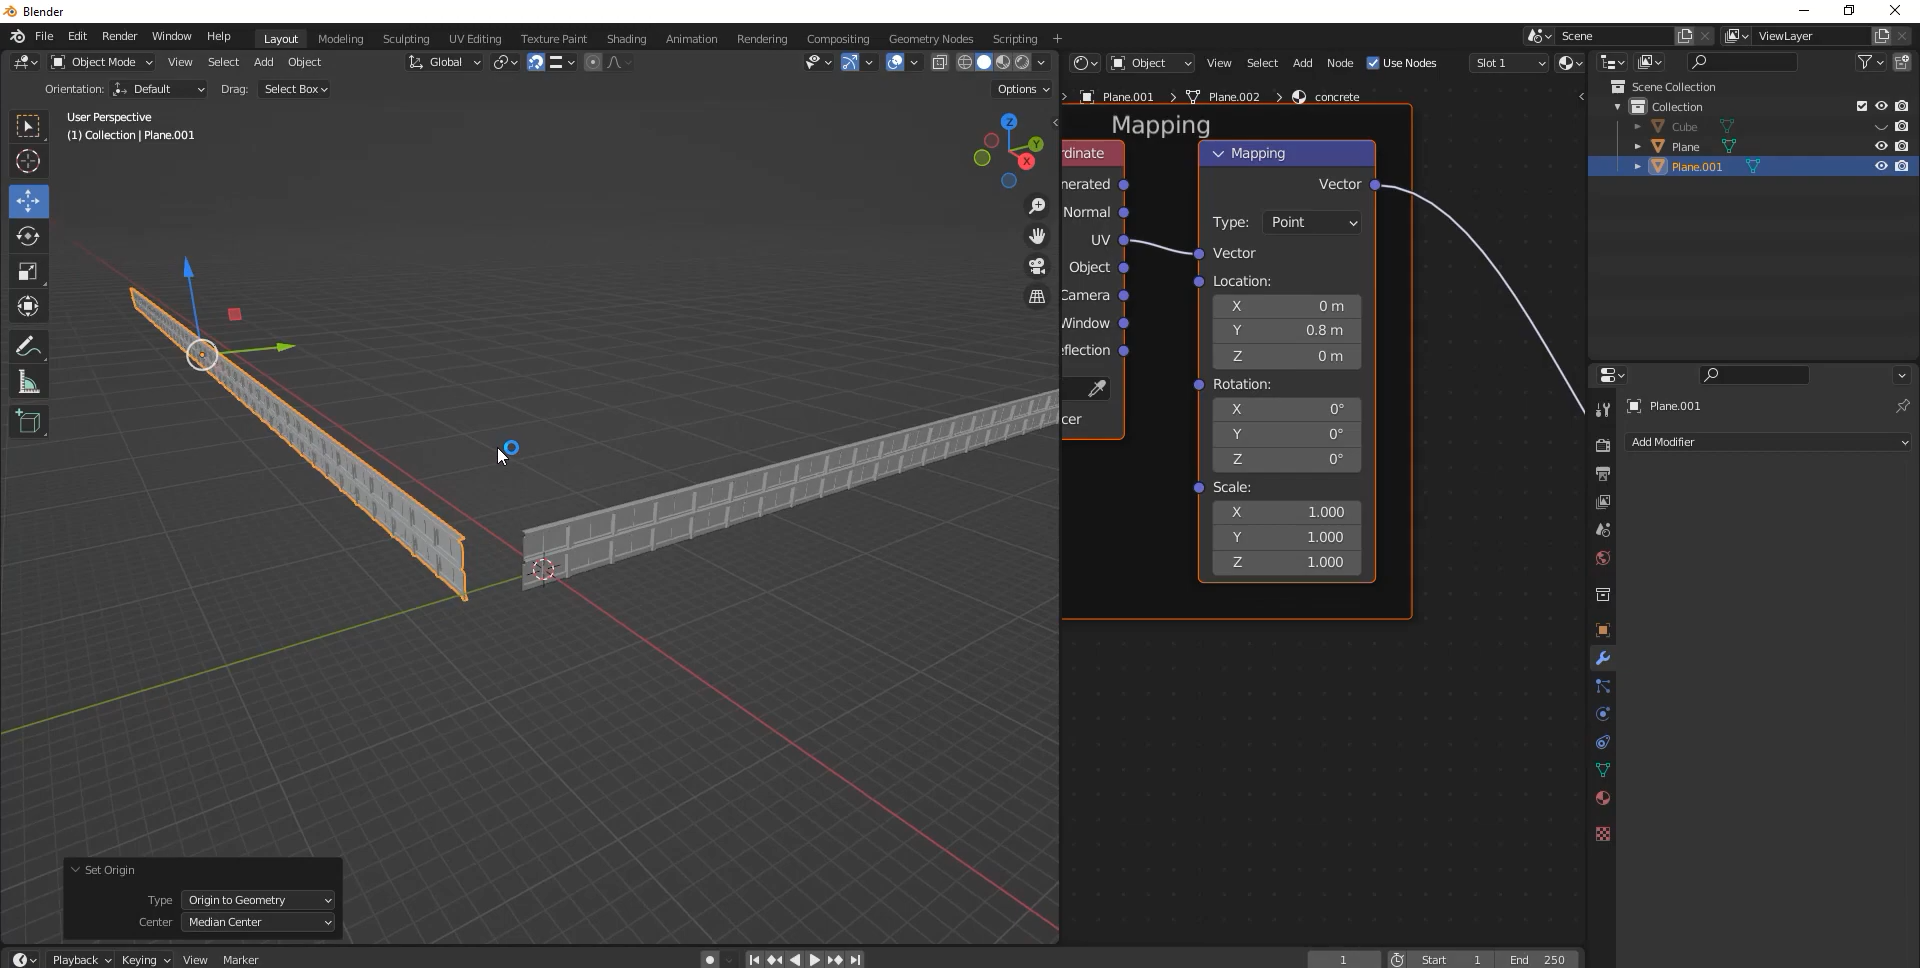 Blender
File Edit Render Window Help Layout Modeling Sculpting UV Editing Texture Paint Shading Animation Rendering Compositing Geometry Nodes Scripting + Scene ViewLayer
Object Mode View Select Add Object Global Object View Select Add Node Use Nodes Slot 1
Orientation: Default Drag: Select Box Options
Plane.001 > Plane.002 > concrete
User Perspective
(1) Collection | Plane.001
Z
Y
X
Mapping
rdinate
nerated
Normal
UV
Object
Camera
Window
eflection
cer
Mapping
Vector
Type: Point
Vector
Location:
X 0 m
Y 0.8 m
Z 0 m
Rotation:
X 0°
Y 0°
Z 0°
Scale:
X 1.000
Y 1.000
Z 1.000
Scene Collection
Collection
Cube
Plane
Plane.001
Plane.001
Add Modifier
Set Origin
Type Origin to Geometry
Center Median Center
Playback Keying View Marker 1 Start 1 End 250